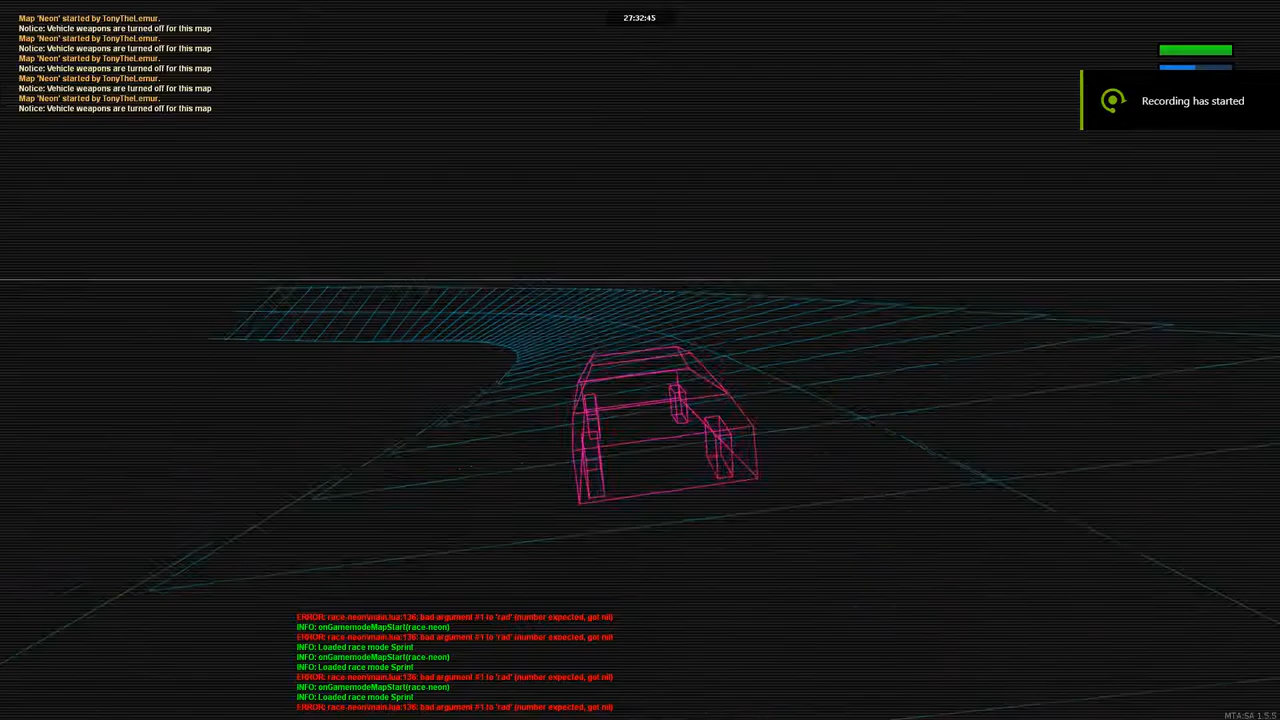 Map 'Neon' started by TonyTheLemur.
Notice: Vehicle weapons are turned off for this map
Map 'Neon' started by TonyTheLemur.
Notice: Vehicle weapons are turned off for this map
Map 'Neon' started by TonyTheLemur.
Notice: Vehicle weapons are turned off for this map
Map 'Neon' started by TonyTheLemur.
Notice: Vehicle weapons are turned off for this map
Map 'Neon' started by TonyTheLemur.
Notice: Vehicle weapons are turned off for this map
27:32:45
Recording has started
ERROR: race-neon\main.lua:136: bad argument #1 to 'rad' (number expected, got nil)
INFO: onGamemodeMapStart(race-neon)
ERROR: race-neon\main.lua:136: bad argument #1 to 'rad' (number expected, got nil)
INFO: Loaded race mode Sprint
INFO: onGamemodeMapStart(race-neon)
INFO: Loaded race mode Sprint
ERROR: race-neon\main.lua:136: bad argument #1 to 'rad' (number expected, got nil)
INFO: onGamemodeMapStart(race-neon)
INFO: Loaded race mode Sprint
ERROR: race-neon\main.lua:136: bad argument #1 to 'rad' (number expected, got nil)
MTA:SA 1.5.5